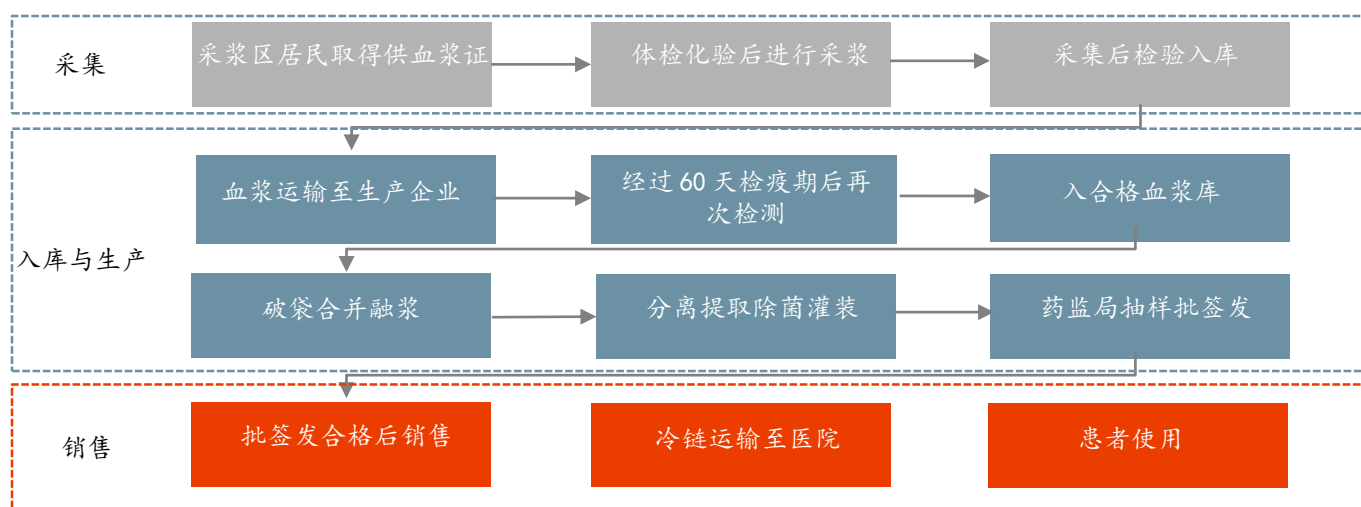 采集
采浆区居民取得供血浆证
体检化验后进行采浆
采集后检验入库
入库与生产
血浆运输至生产企业
经过 60 天检疫期后再
次检测
入合格血浆库
破袋合并融浆
分离提取除菌灌装
药监局抽样批签发
销售
批签发合格后销售
冷链运输至医院
患者使用